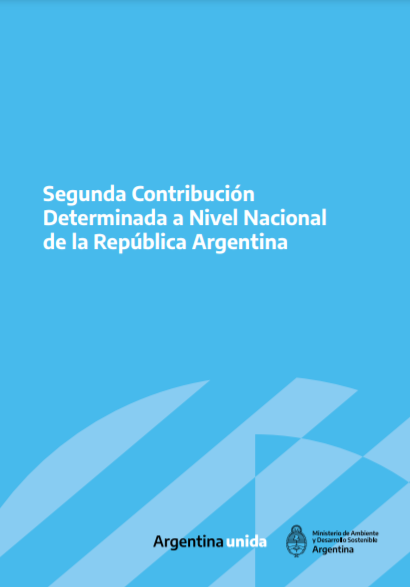 Segunda Contribución
Determinada a Nivel Nacional
de la República Argentina
Argentina unida
Ministerio de Ambiente
y Desarrollo Sostenible
Argentina